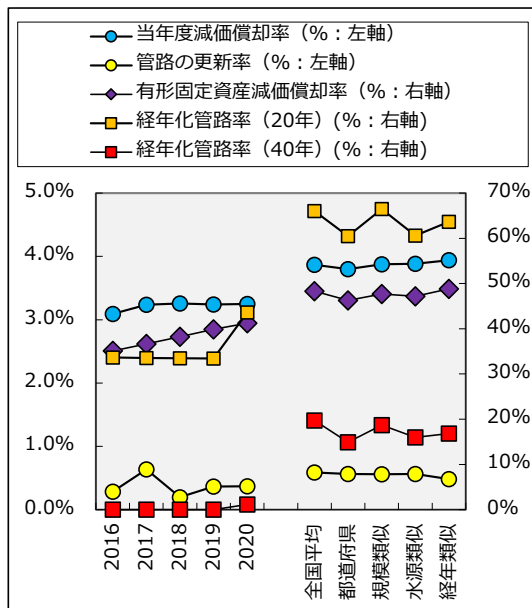 当年度減価償却率（%：左軸）
管路の更新率（%：左軸）
有形固定資産減価償却率（%：右軸）
経年化管路率（20年）(%：右軸)
経年化管路率（40年）(%：右軸)
5.0%
4.0%
3.0%
2.0%
1.0%
0.0%
70%
60%
50%
40%
30%
20%
10%
0%
2016
2017
2018
2019
2020
全国平均
都道府県
規模類似
水源類似
経年類似